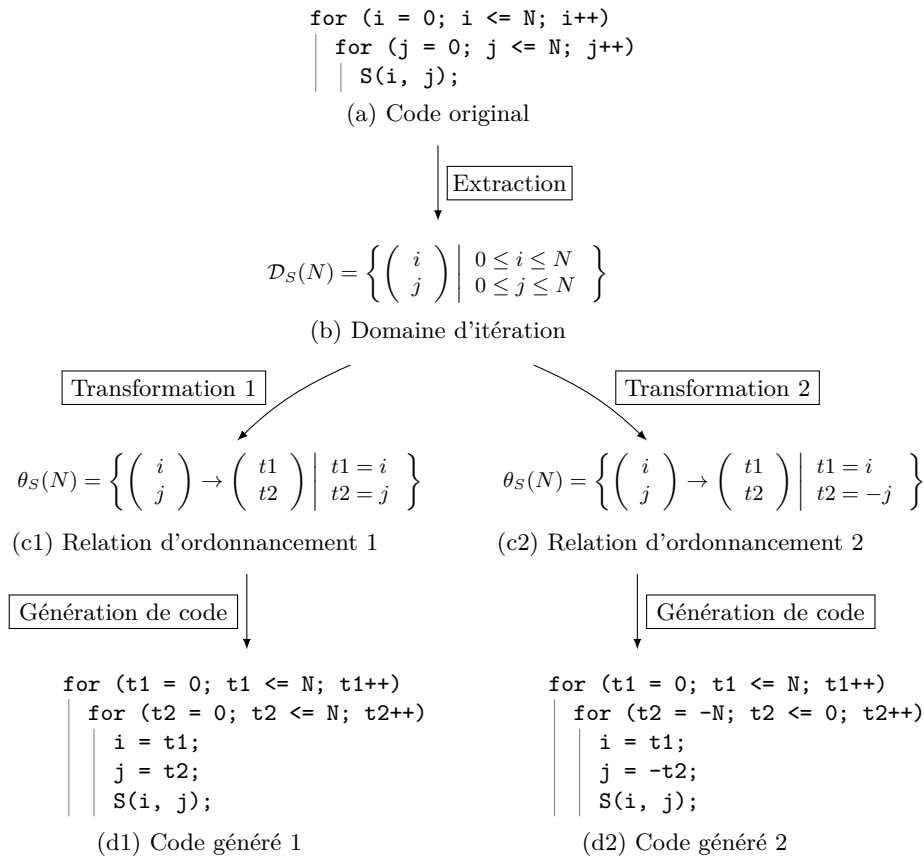 for (i = 0; i <= N; i++)
for (j = 0; j <= N; j++)
S(i, j);
(a) Code original
Extraction
𝒟_S(N) = { ( i j ) | 0 ≤ i ≤ N
0 ≤ j ≤ N }
(b) Domaine d'itération
Transformation 1
Transformation 2
θ_S(N) = { ( i j ) → ( t1 t2 ) | t1 = i
t2 = j }
θ_S(N) = { ( i j ) → ( t1 t2 ) | t1 = i
t2 = −j }
(c1) Relation d'ordonnancement 1
(c2) Relation d'ordonnancement 2
Génération de code
Génération de code
for (t1 = 0; t1 <= N; t1++)
for (t2 = 0; t2 <= N; t2++)
i = t1;
j = t2;
S(i, j);
(d1) Code généré 1
for (t1 = 0; t1 <= N; t1++)
for (t2 = -N; t2 <= 0; t2++)
i = t1;
j = -t2;
S(i, j);
(d2) Code généré 2